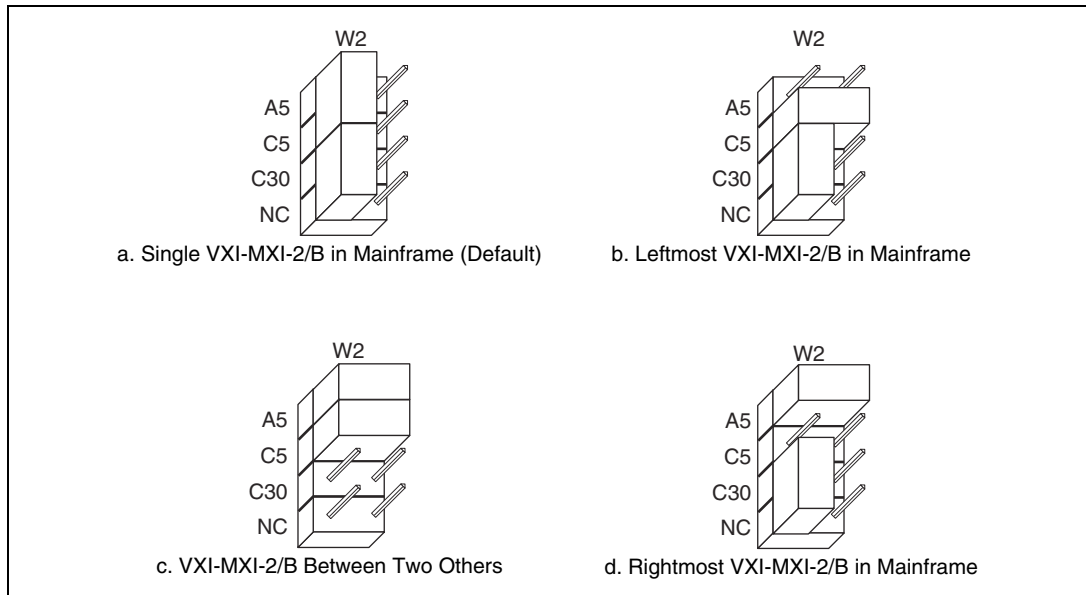 W2
A5
C5
C30
NC
a. Single VXI-MXI-2/B in Mainframe (Default)
W2
A5
C5
C30
NC
b. Leftmost VXI-MXI-2/B in Mainframe
W2
A5
C5
C30
NC
c. VXI-MXI-2/B Between Two Others
W2
A5
C5
C30
NC
d. Rightmost VXI-MXI-2/B in Mainframe